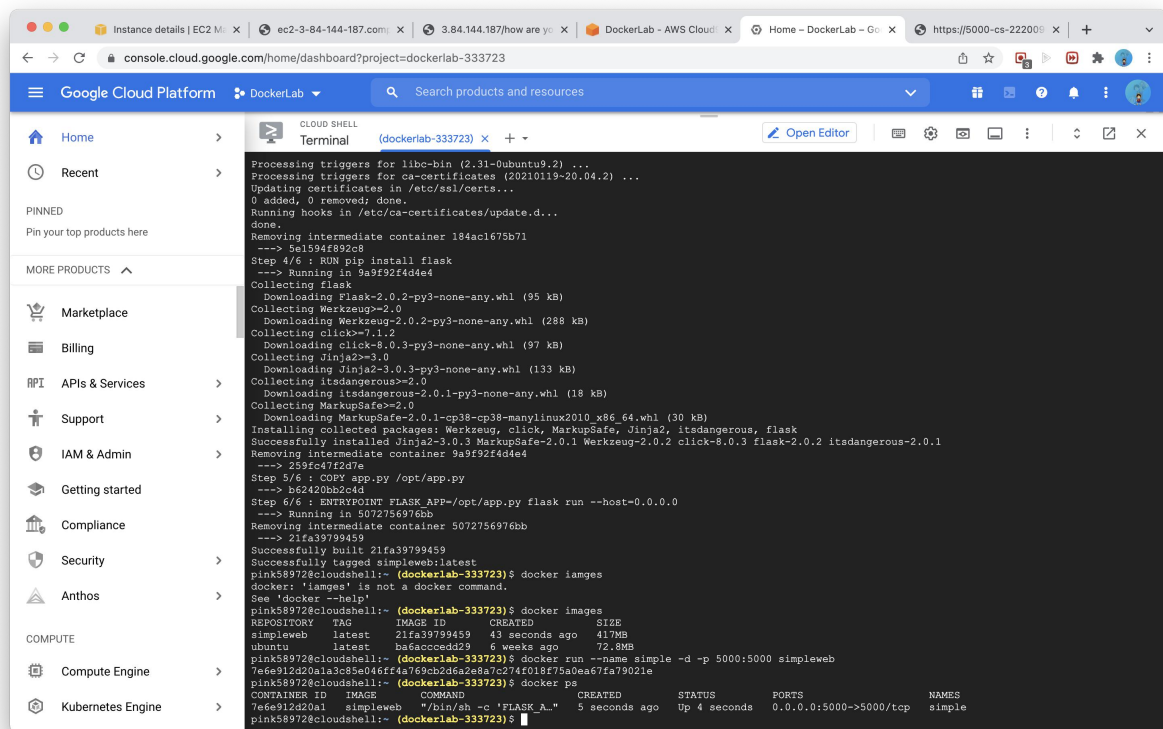 Instance details | EC2 Ma
ec2-3-84-144-187.comp
3.84.144.187/how are yo
DockerLab - AWS Cloud
Home – DockerLab – Go
https://5000-cs-222009
console.cloud.google.com/home/dashboard?project=dockerlab-333723
3
Google Cloud Platform
DockerLab
Search products and resources
Home
Recent
PINNED
Pin your top products here
MORE PRODUCTS
Marketplace
Billing
API APIs & Services
Support
IAM & Admin
Getting started
Compliance
Security
Anthos
COMPUTE
Compute Engine
Kubernetes Engine
CLOUD SHELL
Terminal
(dockerlab-333723)
Open Editor
Processing triggers for libc-bin (2.31-0ubuntu9.2) ...
Processing triggers for ca-certificates (20210119~20.04.2) ...
Updating certificates in /etc/ssl/certs...
0 added, 0 removed; done.
Running hooks in /etc/ca-certificates/update.d...
done.
Removing intermediate container 184ac1675b71
---> 5e1594f892c8
Step 4/6 : RUN pip install flask
---> Running in 9a9f92f4d4e4
Collecting flask
Downloading Flask-2.0.2-py3-none-any.whl (95 kB)
Collecting Werkzeug>=2.0
Downloading Werkzeug-2.0.2-py3-none-any.whl (288 kB)
Collecting click>=7.1.2
Downloading click-8.0.3-py3-none-any.whl (97 kB)
Collecting Jinja2>=3.0
Downloading Jinja2-3.0.3-py3-none-any.whl (133 kB)
Collecting itsdangerous>=2.0
Downloading itsdangerous-2.0.1-py3-none-any.whl (18 kB)
Collecting MarkupSafe>=2.0
Downloading MarkupSafe-2.0.1-cp38-cp38-manylinux2010_x86_64.whl (30 kB)
Installing collected packages: Werkzeug, click, MarkupSafe, Jinja2, itsdangerous, flask
Successfully installed Jinja2-3.0.3 MarkupSafe-2.0.1 Werkzeug-2.0.2 click-8.0.3 flask-2.0.2 itsdangerous-2.0.1
Removing intermediate container 9a9f92f4d4e4
---> 259fc47f2d7e
Step 5/6 : COPY app.py /opt/app.py
---> b62420bb2c4d
Step 6/6 : ENTRYPOINT FLASK_APP=/opt/app.py flask run --host=0.0.0.0
---> Running in 5072756976bb
Removing intermediate container 5072756976bb
---> 21fa39799459
Successfully built 21fa39799459
Successfully tagged simpleweb:latest
pink58972@cloudshell:~ (dockerlab-333723)$ docker iamges
docker: 'iamges' is not a docker command.
See 'docker --help'
pink58972@cloudshell:~ (dockerlab-333723)$ docker images
REPOSITORY TAG IMAGE ID CREATED SIZE
simpleweb latest 21fa39799459 43 seconds ago 417MB
ubuntu latest ba6acccedd29 6 weeks ago 72.8MB
pink58972@cloudshell:~ (dockerlab-333723)$ docker run --name simple -d -p 5000:5000 simpleweb
7e6e912d20a1a3c85e046ff4a769cb2d6a2e8a7c274f018f75a0ea67fa79021e
pink58972@cloudshell:~ (dockerlab-333723)$ docker ps
CONTAINER ID IMAGE COMMAND CREATED STATUS PORTS NAMES
7e6e912d20a1 simpleweb "/bin/sh -c 'FLASK_A…" 5 seconds ago Up 4 seconds 0.0.0.0:5000->5000/tcp simple
pink58972@cloudshell:~ (dockerlab-333723)$